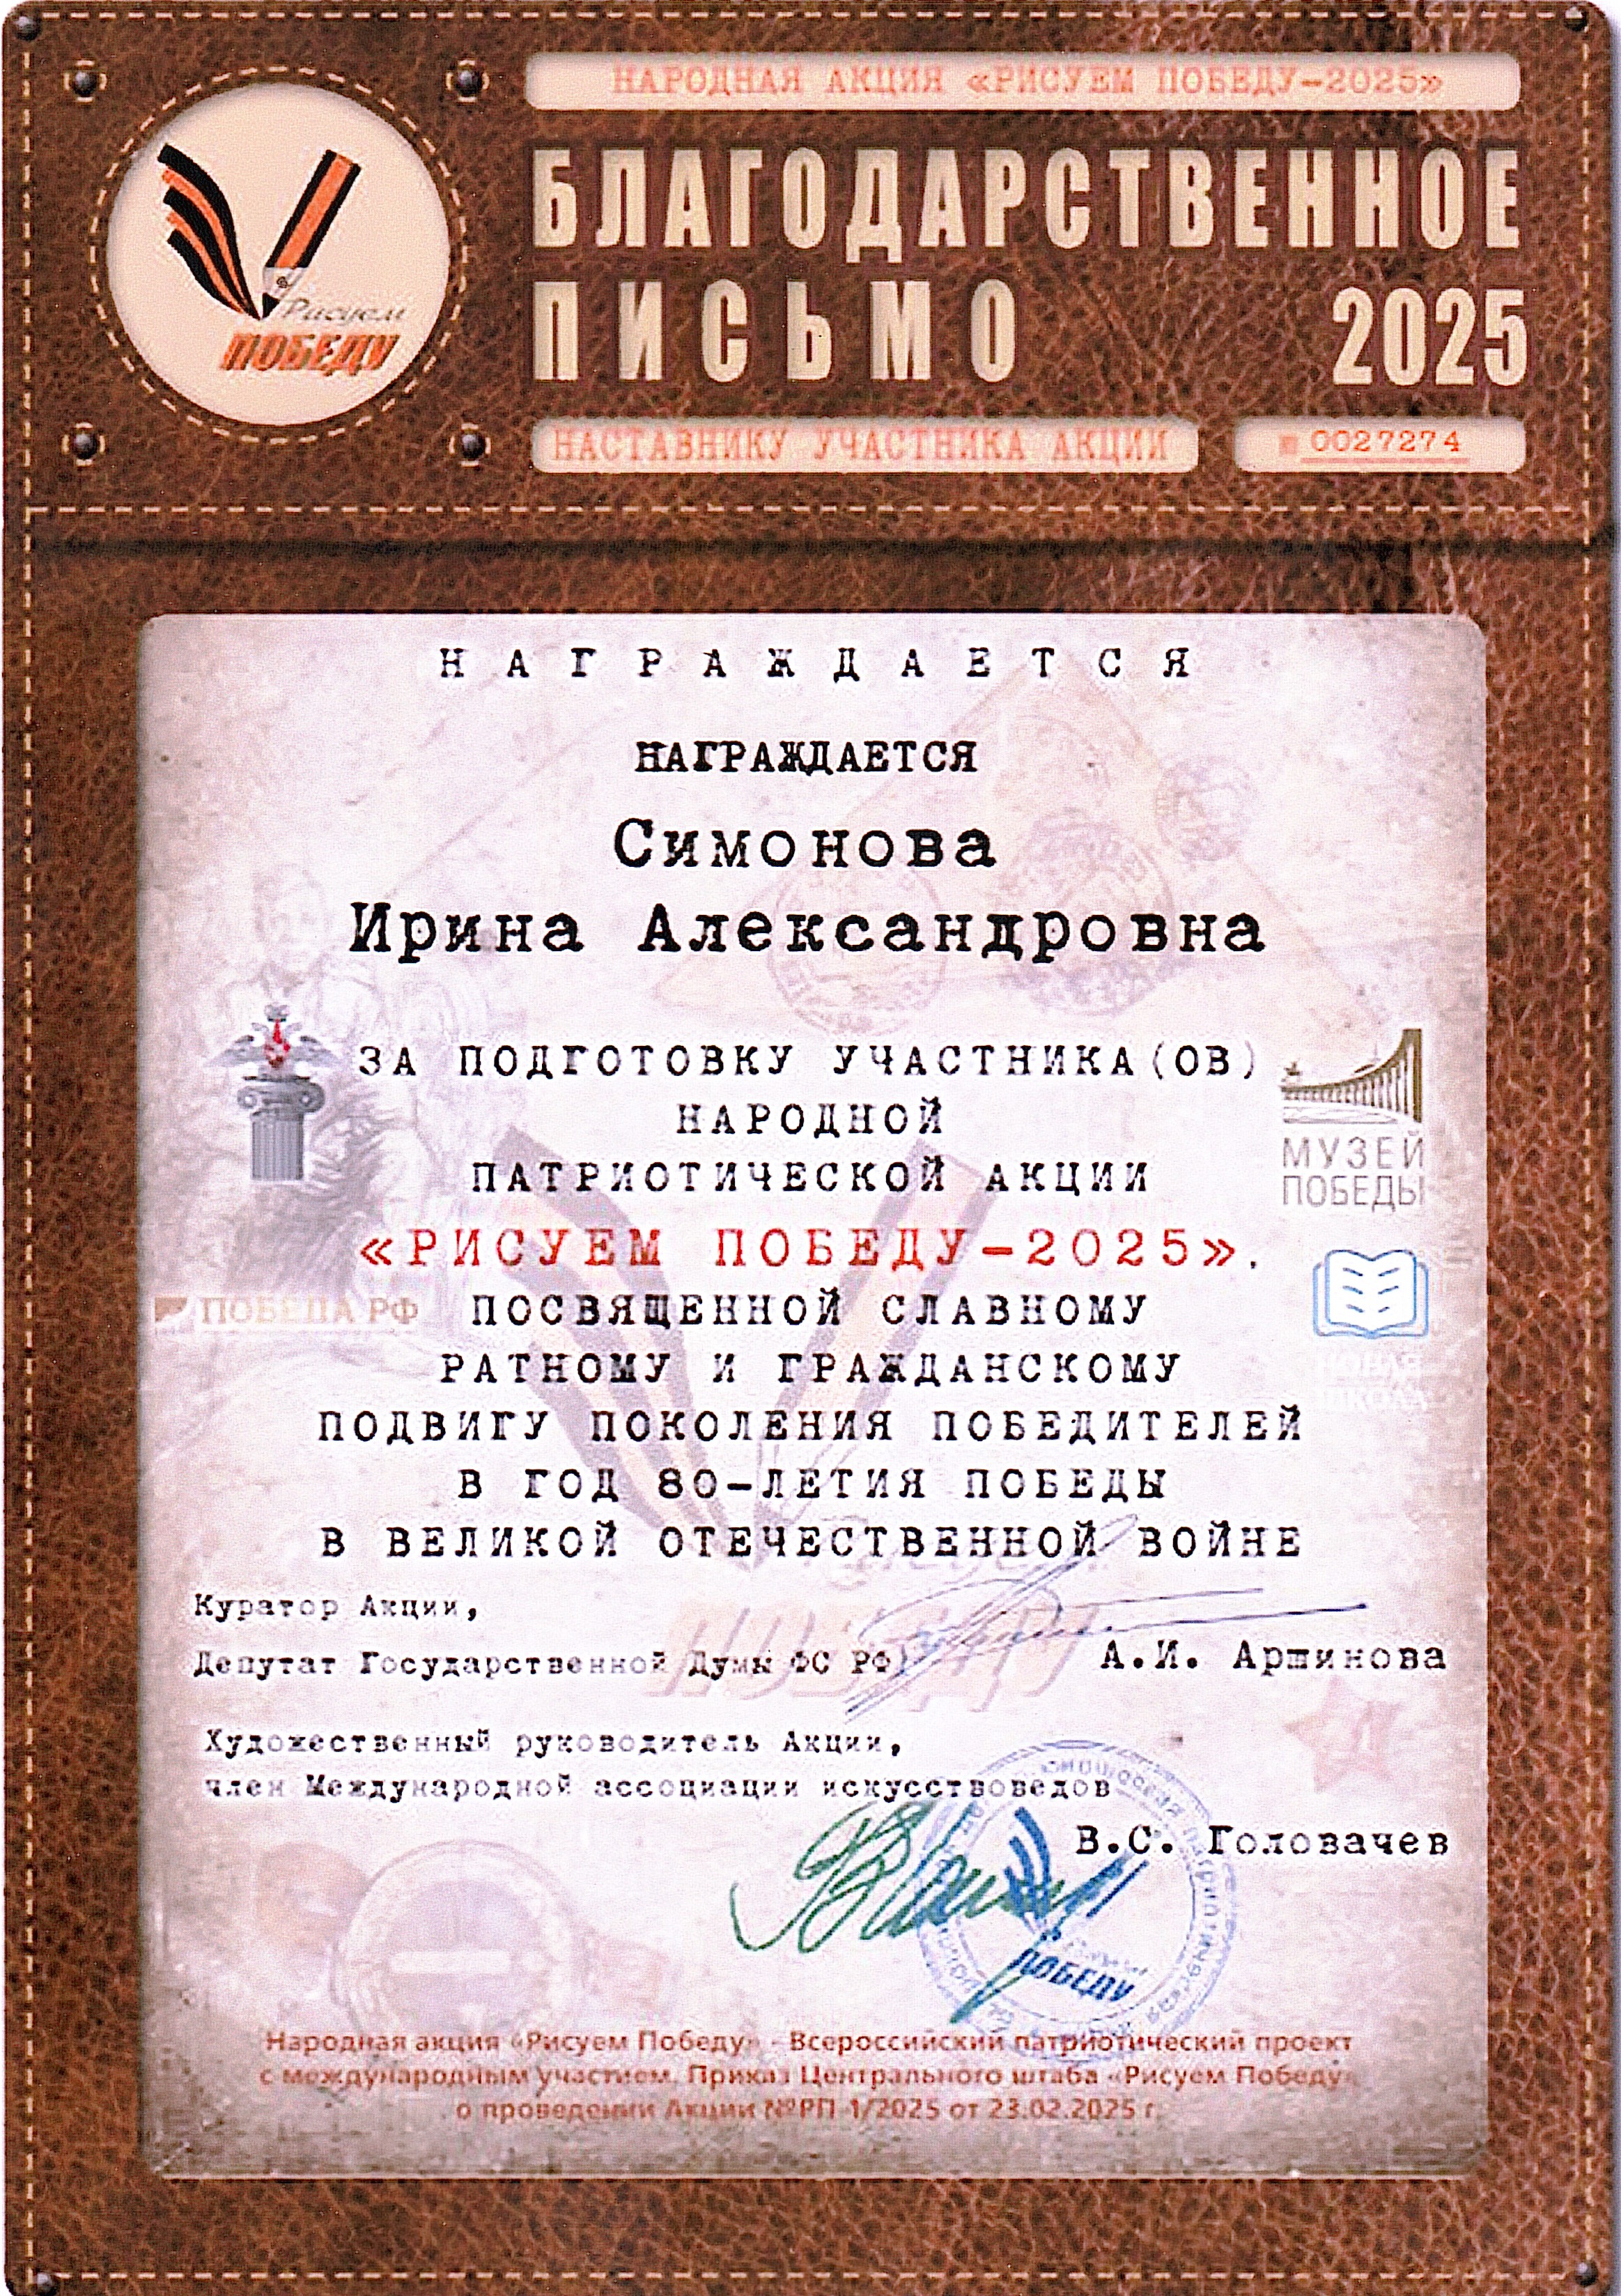 НАРОДНАЯ АКЦИЯ «РИСУЕМ ПОБЕДУ-2025»
БЛАГОДАРСТВЕННОЕ
ПИСЬМО 2025
Рисуем
ПОБЕДУ
НАСТАВНИКУ УЧАСТНИКА АКЦИИ
0027274
НАГРАЖДАЕТСЯ
НАГРАЖДАЕТСЯ
Симонова
Ирина Александровна
ЗА ПОДГОТОВКУ УЧАСТНИКА(ОВ)
НАРОДНОЙ
ПАТРИОТИЧЕСКОЙ АКЦИИ
МУЗЕЙ
ПОБЕДЫ
«РИСУЕМ ПОБЕДУ-2025».
ПОБЕДА РФ
ПОСВЯЩЕННОЙ СЛАВНОМУ
РАТНОМУ И ГРАЖДАНСКОМУ
ПОДВИГУ ПОКОЛЕНИЯ ПОБЕДИТЕЛЕЙ
В ГОД 80-ЛЕТИЯ ПОБЕДЫ
В ВЕЛИКОЙ ОТЕЧЕСТВЕННОЙ ВОЙНЕ
Куратор Акции,
Депутат Государственной Думы ФС РФ
А.И. Аршинова
Художественный руководитель Акции,
член Международной ассоциации искусствоведов
В.С. Головачев
ПОБЕДУ
Народная акция «Рисуем Победу» - Всероссийский патриотический проект
с международным участием. Приказ Центрального штаба «Рисуем Победу»
о проведении Акции №РП-1/2025 от 23.02.2025 г.